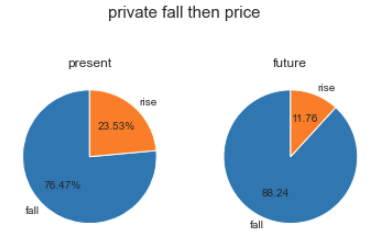 private fall then price
present
future
rise
rise
23.53%
11.76
76.47%
88.24
fall
fall